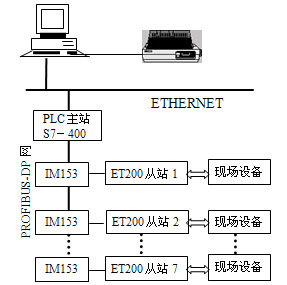 ETHERNET
PLC主站
S7－400
PROFIBUS-DP网
IM153 ET200从站 1 现场设备
IM153 ET200从站 2 现场设备
IM153 ET200从站 7 现场设备